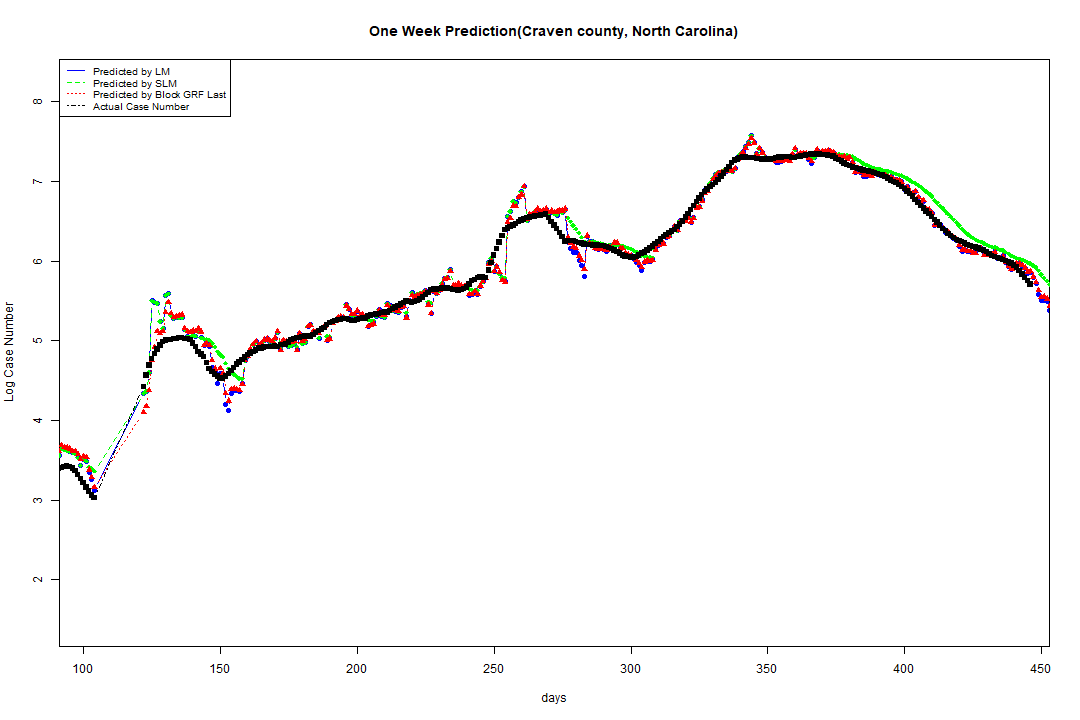 One Week Prediction(Craven county, North Carolina)
Predicted by LM
Predicted by SLM
Predicted by Block GRF Last
Actual Case Number
8
7
6
5
4
3
2
Log Case Number
100 150 200 250 300 350 400 450
days